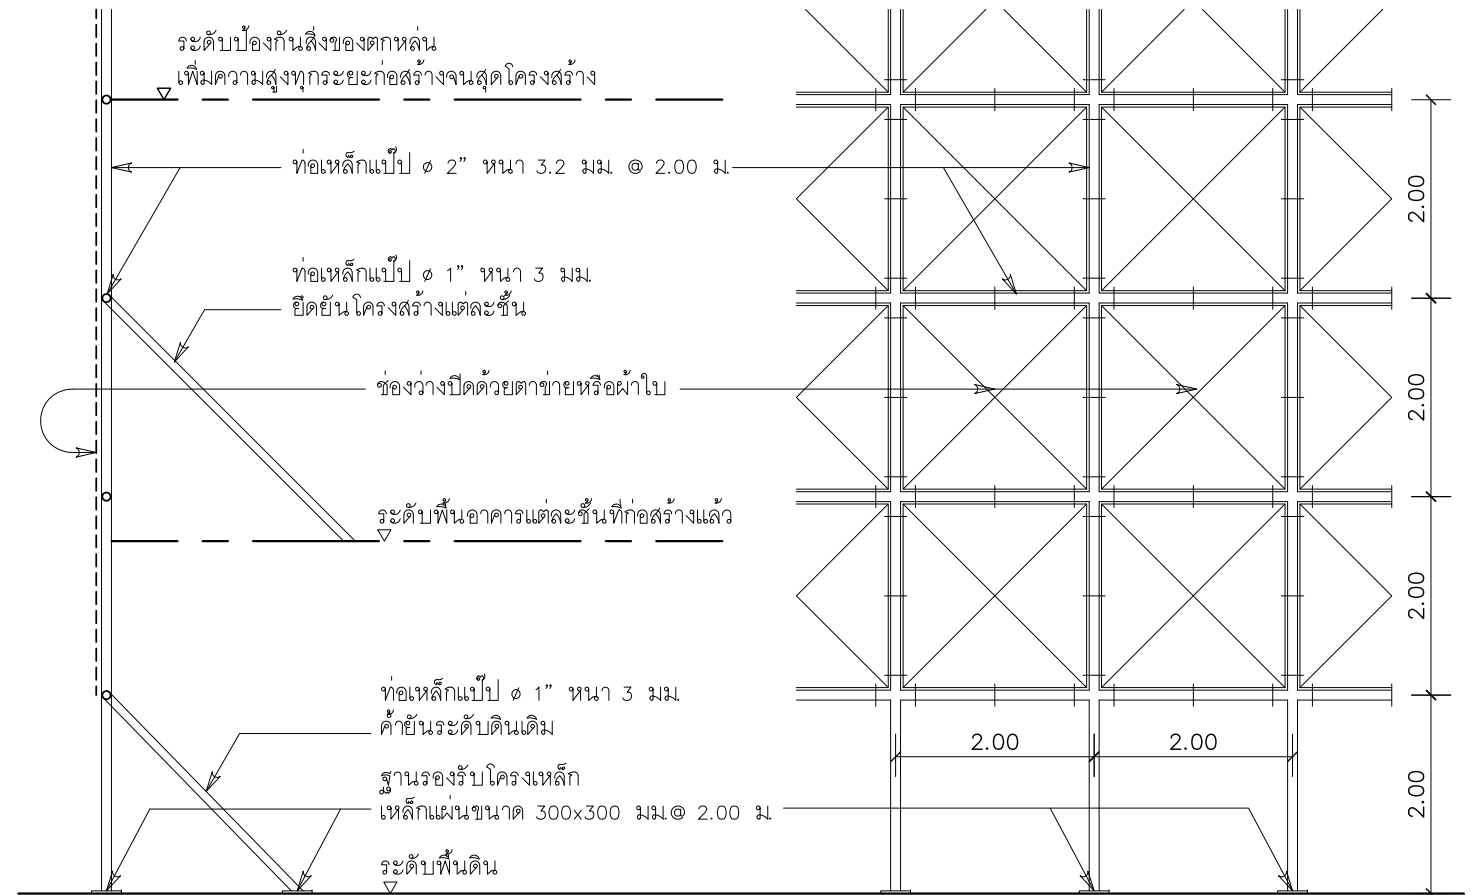 ระดับป้องกันสิ่งของตกหล่น
เพิ่มความสูงทุกระยะก่อสร้างจนสุดโครงสร้าง
ท่อเหล็กแป๊ป ø 2” หนา 3.2 มม. @ 2.00 ม.
ท่อเหล็กแป๊ป ø 1” หนา 3 มม.
ยึดยันโครงสร้างแต่ละชั้น
ช่องว่างปิดด้วยตาข่ายหรือผ้าใบ
ระดับพื้นอาคารแต่ละชั้นที่ก่อสร้างแล้ว
ท่อเหล็กแป๊ป ø 1” หนา 3 มม.
ค้ำยันระดับดินเดิม
ฐานรองรับโครงเหล็ก
เหล็กแผ่นขนาด 300x300 มม.@ 2.00 ม.
ระดับพื้นดิน
2.00
2.00
2.00
2.00
2.00
2.00